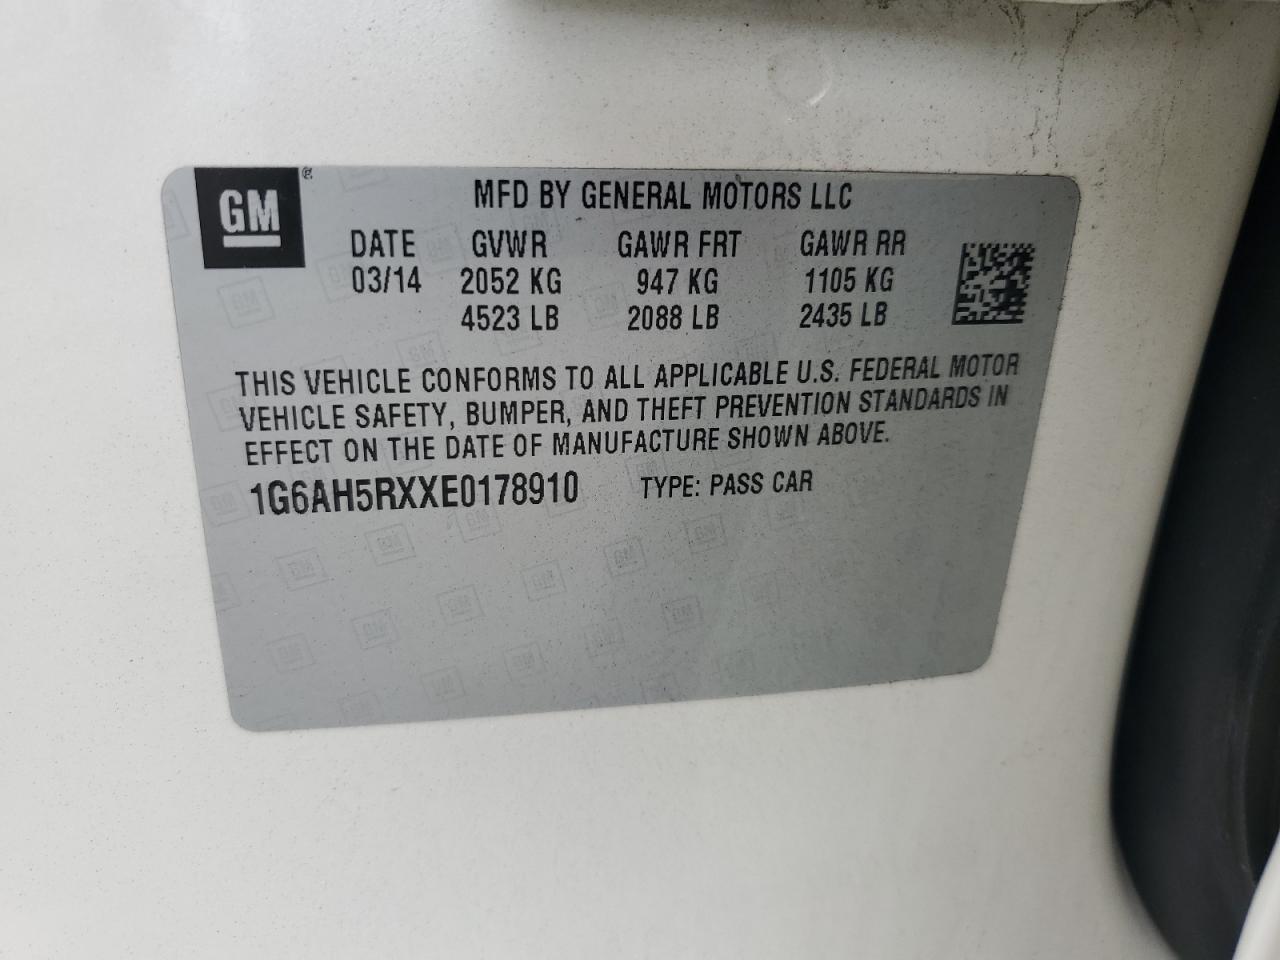 GM
MFD BY GENERAL MOTORS LLC
DATE GVWR GAWR FRT GAWR RR
03/14 2052 KG 947 KG 1105 KG
4523 LB 2088 LB 2435 LB
THIS VEHICLE CONFORMS TO ALL APPLICABLE U.S. FEDERAL MOTOR
VEHICLE SAFETY, BUMPER, AND THEFT PREVENTION STANDARDS IN
EFFECT ON THE DATE OF MANUFACTURE SHOWN ABOVE.
1G6AH5RXXE0178910 TYPE: PASS CAR